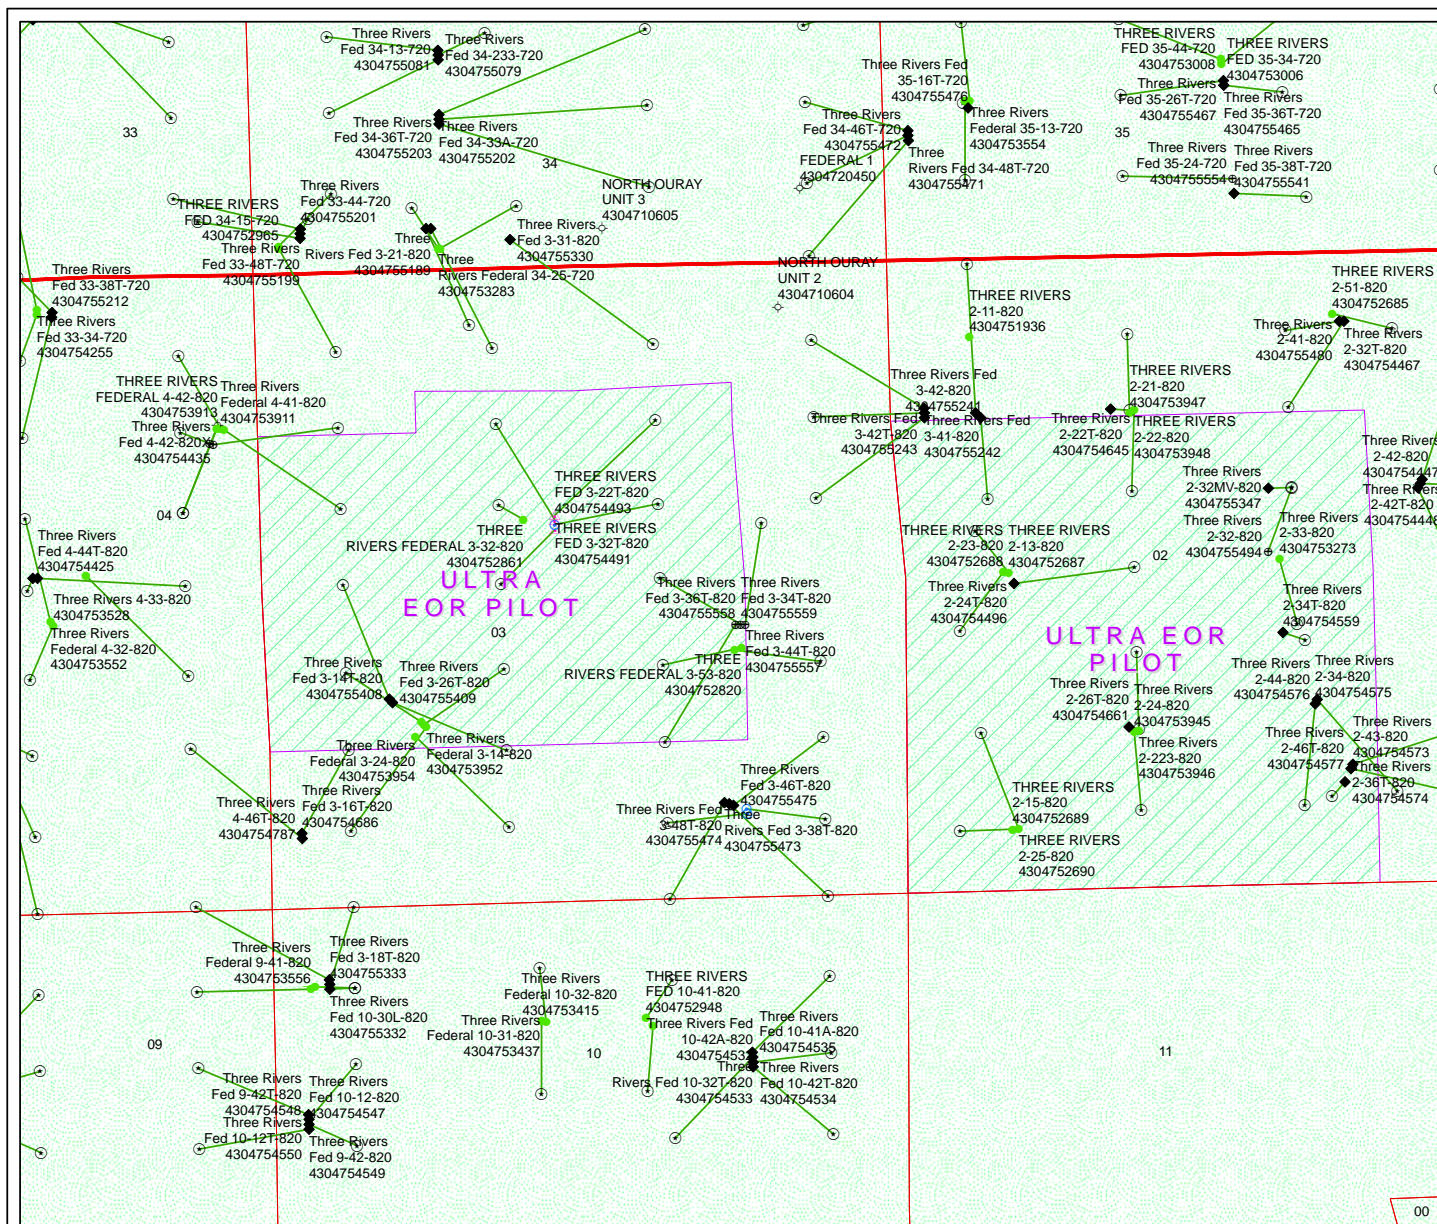 Three Rivers
Fed 34-13-720
4304755081
Three Rivers
Fed 34-233-720
4304755079
33
Three Rivers
Fed 34-36T-720
4304755203
Three Rivers
Fed 34-33A-720
4304755202
34
Three Rivers Fed
35-16T-720
4304755476
Three Rivers
Federal 35-13-720
4304753554
Three Rivers
Fed 34-46T-720
4304755472
Three
Rivers Fed 34-48T-720
4304755471
FEDERAL 1
4304720450
THREE RIVERS
FED 35-44-720
4304753008
THREE RIVERS
FED 35-34-720
4304753006
Three Rivers
Fed 35-26T-720
4304755467
Three Rivers
Fed 35-36T-720
4304755465
35
Three Rivers
Fed 35-24-720
4304755554
Three Rivers
Fed 35-38T-720
4304755541
THREE RIVERS
FED 34-15-720
4304752965
Three Rivers
Fed 33-44-720
4304755201
Three Rivers
Fed 33-48T-720
4304755199
Three
Rivers Fed 3-21-820
4304755189
Three
Rivers Federal 34-25-720
4304753283
Three Rivers
Fed 3-31-820
4304755330
NORTH OURAY
UNIT 3
4304710605
NORTH OURAY
UNIT 2
4304710604
Three Rivers
Fed 33-38T-720
4304755212
Three Rivers
Fed 33-34-720
4304754255
THREE RIVERS
2-11-820
4304751936
THREE RIVERS
2-51-820
4304752685
Three Rivers
2-41-820
4304755480
Three Rivers
2-32T-820
4304754467
THREE RIVERS
FEDERAL 4-42-820
4304753913
Three Rivers
Federal 4-41-820
4304753911
Three Rivers
Fed 4-42-820X
4304754435
Three Rivers Fed
3-42-820
4304755241
Three Rivers Fed
3-42T-820
4304755243
Three Rivers Fed
3-41-820
4304755242
THREE RIVERS
2-21-820
4304753947
Three Rivers
2-22T-820
4304754645
THREE RIVERS
2-22-820
4304753948
Three Rivers
2-42-820
4304754447
Three Rivers
2-42T-820
4304754448
Three Rivers
2-32MV-820
4304755347
Three Rivers
2-32-820
4304755494
Three Rivers
2-33-820
4304753273
04
Three Rivers
Fed 4-44T-820
4304754425
THREE RIVERS
FED 3-22T-820
4304754493
THREE RIVERS
FED 3-32T-820
4304754491
THREE
RIVERS FEDERAL 3-32-820
4304752861
ULTRA
EOR PILOT
03
THREE RIVERS
2-23-820
4304752688
THREE RIVERS
2-13-820
4304752687
02
Three Rivers
2-24T-820
4304754496
Three Rivers 4-33-820
4304753528
Three Rivers
Federal 4-32-820
4304753552
Three Rivers
Fed 3-36T-820
4304755558
Three Rivers
Fed 3-34T-820
4304755559
Three Rivers
Fed 3-44T-820
4304755557
THREE
RIVERS FEDERAL 3-53-820
4304752820
Three Rivers
2-34T-820
4304754559
ULTRA EOR
PILOT
Three Rivers
Fed 3-14T-820
4304755408
Three Rivers
Fed 3-26T-820
4304755409
Three Rivers
2-44-820
4304754576
Three Rivers
2-34-820
4304754575
Three Rivers
2-26T-820
4304754661
Three Rivers
2-24-820
4304753945
Three Rivers
2-223-820
4304753946
Three Rivers
2-46T-820
4304754577
Three Rivers
2-43-820
4304754573
Three Rivers
2-36T-820
4304754574
Three Rivers
Federal 3-24-820
4304753954
Three Rivers
Federal 3-14-820
4304753952
Three Rivers
4-46T-820
4304754787
Three Rivers
Fed 3-16T-820
4304754686
Three Rivers
Fed 3-46T-820
4304755475
Three Rivers Fed
3-48T-820
4304755474
Three
Rivers Fed 3-38T-820
4304755473
THREE RIVERS
2-15-820
4304752689
THREE RIVERS
2-25-820
4304752690
Three Rivers
Federal 9-41-820
4304753556
Three Rivers
Fed 3-18T-820
4304755333
Three Rivers
Fed 10-30L-820
4304755332
Three Rivers
Federal 10-32-820
4304753415
Three Rivers
Federal 10-31-820
4304753437
THREE RIVERS
FED 10-41-820
4304752948
Three Rivers Fed
10-42A-820
4304754532
Three Rivers
Fed 10-41A-820
4304754535
Three
Rivers Fed 10-32T-820
4304754533
Three Rivers
Fed 10-42T-820
4304754534
09
10
11
Three Rivers
Fed 9-42T-820
4304754548
Three Rivers
Fed 10-12-820
4304754547
Three Rivers
Fed 10-12T-820
4304754550
Three Rivers
Fed 9-42-820
4304754549
00